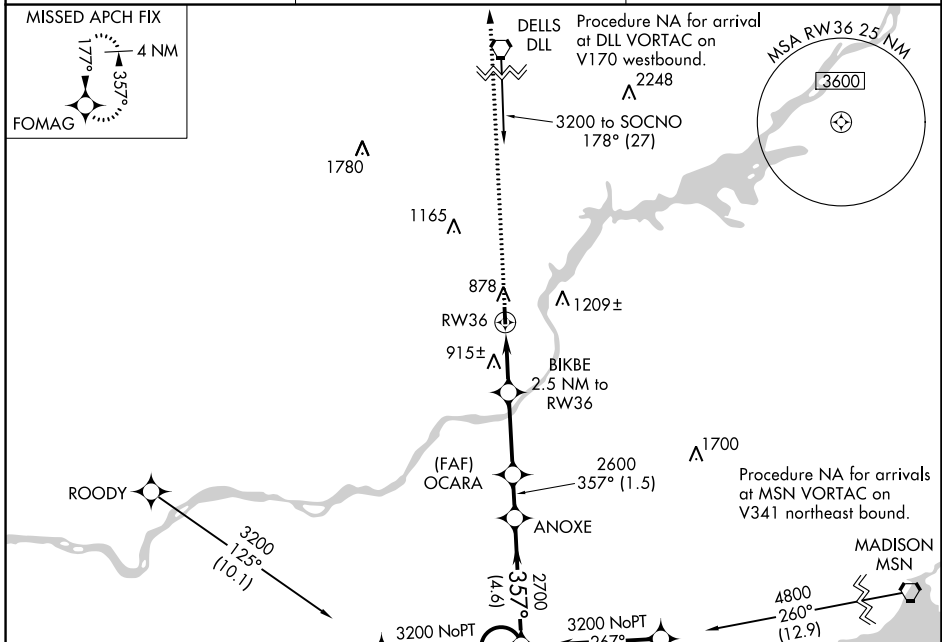 MISSED APCH FIX
4 NM
177°
357°
FOMAG
DELLS
DLL
Procedure NA for arrival
at DLL VORTAC on
V170 westbound.
2248
3200 to SOCNO
178° (27)
MSA RW36 25 NM
3600
1780
1165
878
RW36
1209±
915±
BIKBE
2.5 NM to
RW36
1700
(FAF)
OCARA
2600
357° (1.5)
ROODY
ANOXE
Procedure NA for arrivals
at MSN VORTAC on
V341 northeast bound.
MADISON
MSN
3200
125°
(10.1)
2700
357°
(4.6)
4800
260°
(12.9)
3200 NoPT
3200 NoPT
267°